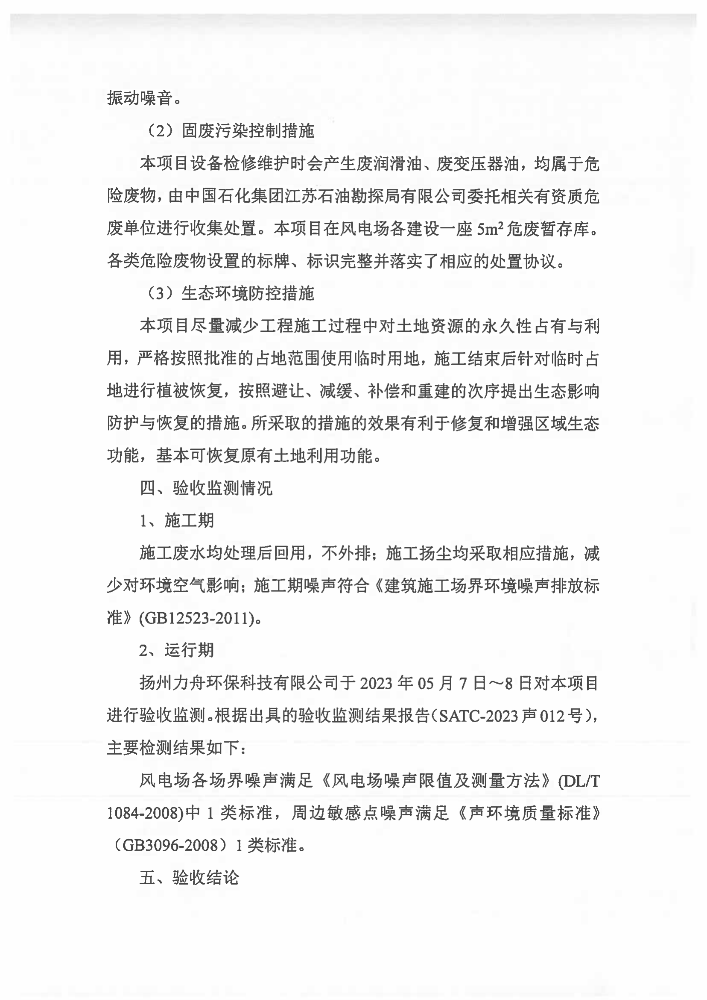 振动噪音。
（2）固废污染控制措施
本项目设备检修维护时会产生废润滑油、废变压器油，均属于危
险废物，由中国石化集团江苏石油勘探局有限公司委托相关有资质危
废单位进行收集处置。本项目在风电场各建设一座 5m²危废暂存库。
各类危险废物设置的标牌、标识完整并落实了相应的处置协议。
（3）生态环境防控措施
本项目尽量减少工程施工过程中对土地资源的永久性占有与利
用，严格按照批准的占地范围使用临时用地，施工结束后针对临时占
地进行植被恢复，按照避让、减缓、补偿和重建的次序提出生态影响
防护与恢复的措施。所采取的措施的效果有利于修复和增强区域生态
功能，基本可恢复原有土地利用功能。
四、验收监测情况
1、施工期
施工废水均处理后回用，不外排；施工扬尘均采取相应措施，减
少对环境空气影响；施工期噪声符合《建筑施工场界环境噪声排放标
准》(GB12523-2011)。
2、运行期
扬州力舟环保科技有限公司于 2023 年 05 月 7 日～8 日对本项目
进行验收监测。根据出具的验收监测结果报告（SATC-2023 声 012 号），
主要检测结果如下：
风电场各场界噪声满足《风电场噪声限值及测量方法》(DL/T
1084-2008)中 1 类标准，周边敏感点噪声满足《声环境质量标准》
（GB3096-2008）1 类标准。
五、验收结论